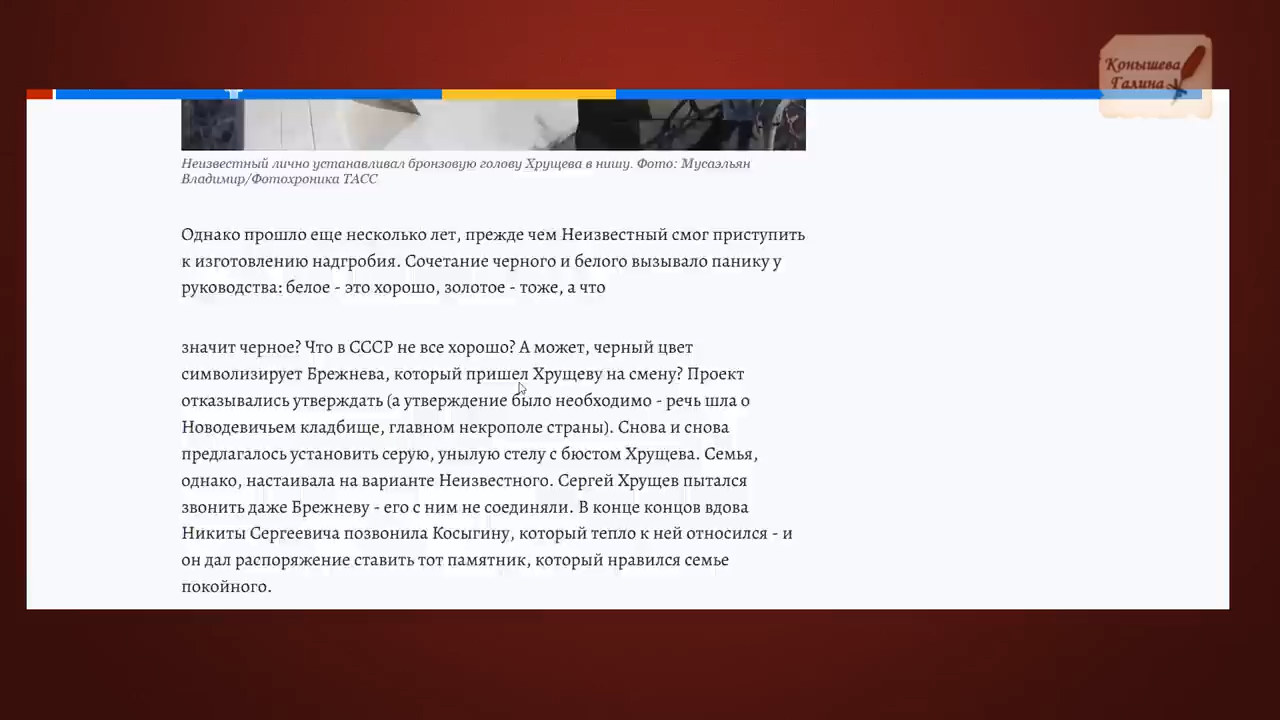 Конышева
Галина
Неизвестный лично устанавливал бронзовую голову Хрущева в нишу. Фото: Мусаэльян
Владимир/Фотохроника ТАСС
Однако прошло еще несколько лет, прежде чем Неизвестный смог приступить
к изготовлению надгробия. Сочетание черного и белого вызывало панику у
руководства: белое - это хорошо, золотое - тоже, а что
значит черное? Что в СССР не все хорошо? А может, черный цвет
символизирует Брежнева, который пришел Хрущеву на смену? Проект
отказывались утверждать (а утверждение было необходимо - речь шла о
Новодевичьем кладбище, главном некрополе страны). Снова и снова
предлагалось установить серую, унылую стелу с бюстом Хрущева. Семья,
однако, настаивала на варианте Неизвестного. Сергей Хрущев пытался
звонить даже Брежневу - его с ним не соединяли. В конце концов вдова
Никиты Сергеевича позвонила Косыгину, который тепло к ней относился - и
он дал распоряжение ставить тот памятник, который нравился семье
покойного.